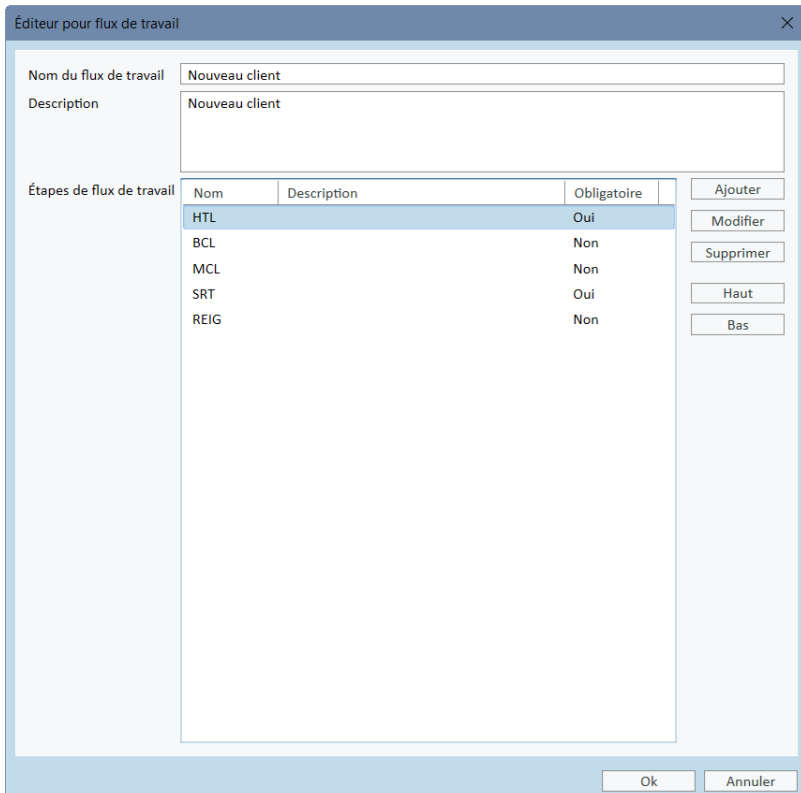 Éditeur pour flux de travail
Nom du flux de travail Nouveau client
Description Nouveau client
Étapes de flux de travail Nom Description Obligatoire Ajouter
HTL Oui Modifier
BCL Non Supprimer
MCL Non
SRT Oui Haut
REIG Non Bas
Ok Annuler